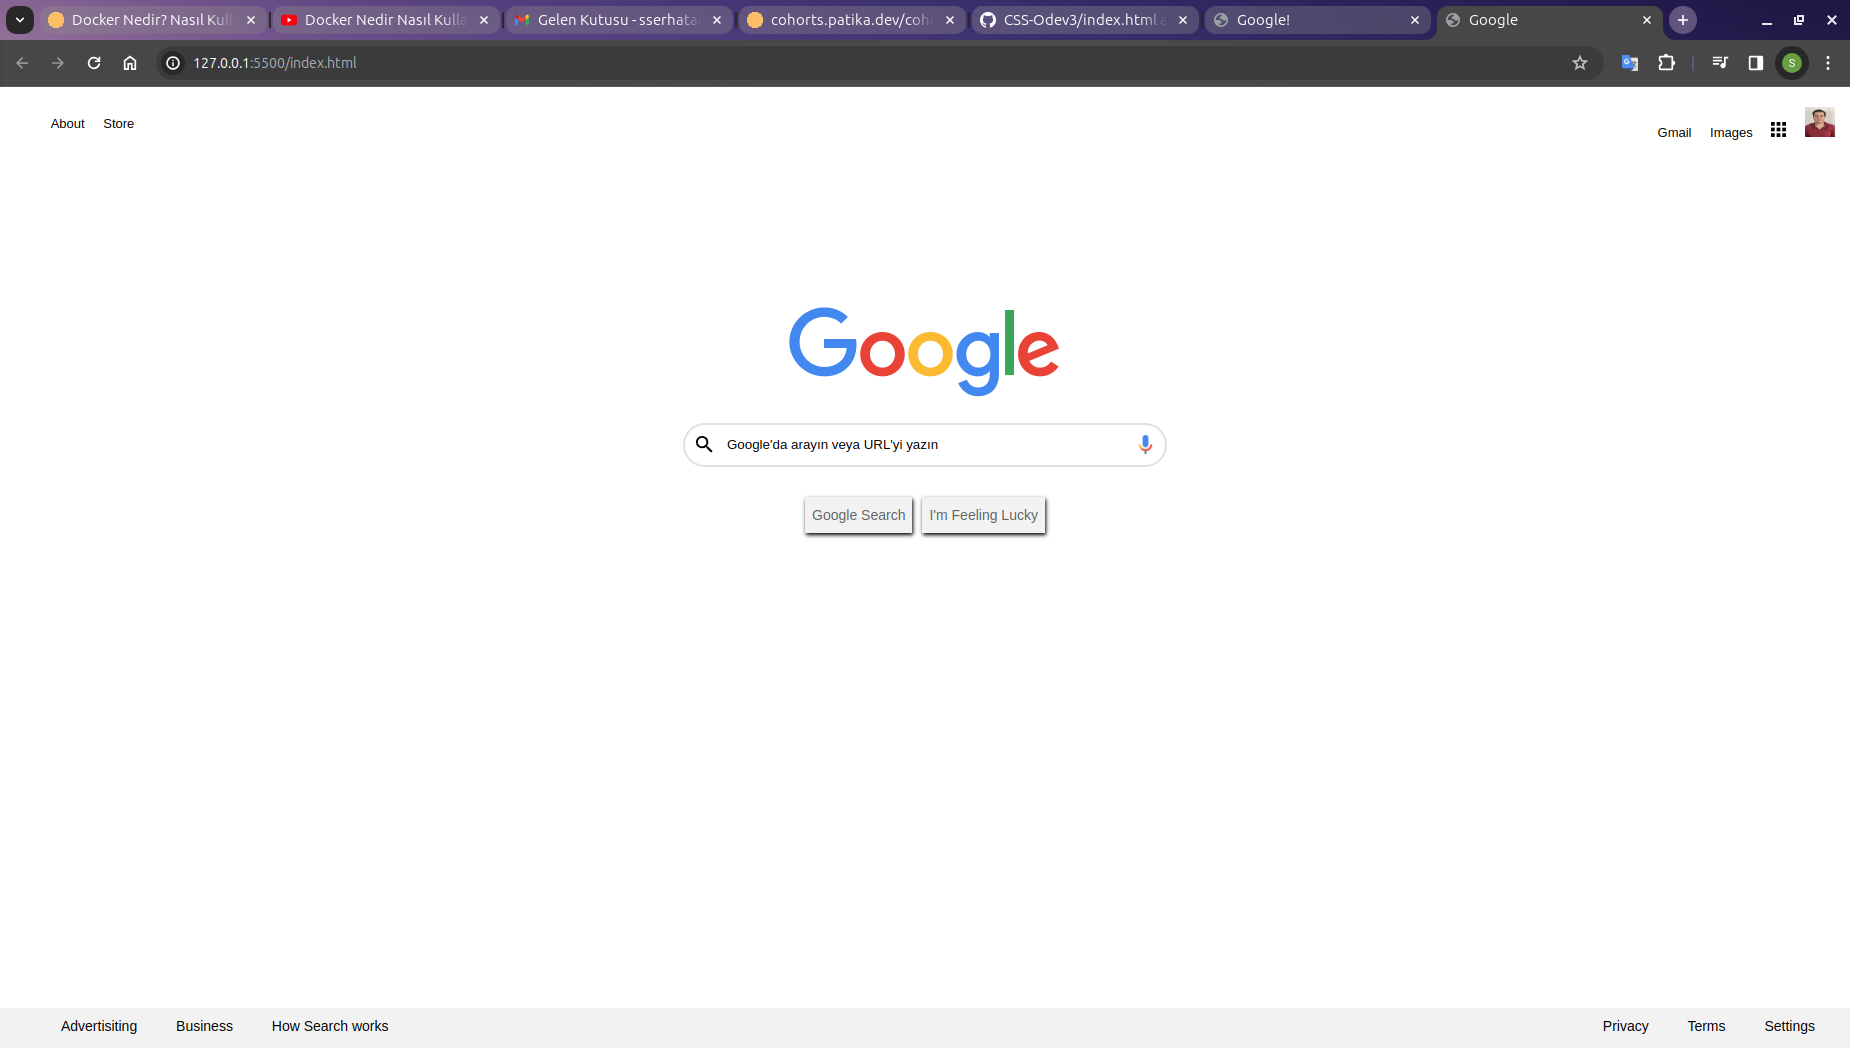 Docker Nedir? Nasıl Kull
Docker Nedir Nasıl Kulla
Gelen Kutusu - sserhata
cohorts.patika.dev/coh
CSS-Odev3/index.html a
Google!
Google
127.0.0.1:5500/index.html
S
About Store
Gmail Images
Google
Google'da arayın veya URL'yi yazın
Google Search I'm Feeling Lucky
Advertisiting Business How Search works
Privacy Terms Settings